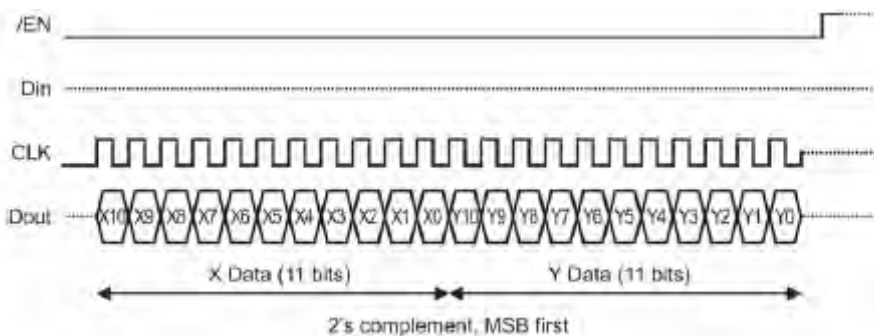 /EN
Din
CLK
Dout X10 X9 X8 X7 X6 X5 X4 X3 X2 X1 X0 Y10 Y9 Y8 Y7 Y6 Y5 Y4 Y3 Y2 Y1 Y0
X Data (11 bits) Y Data (11 bits)
2's complement, MSB first